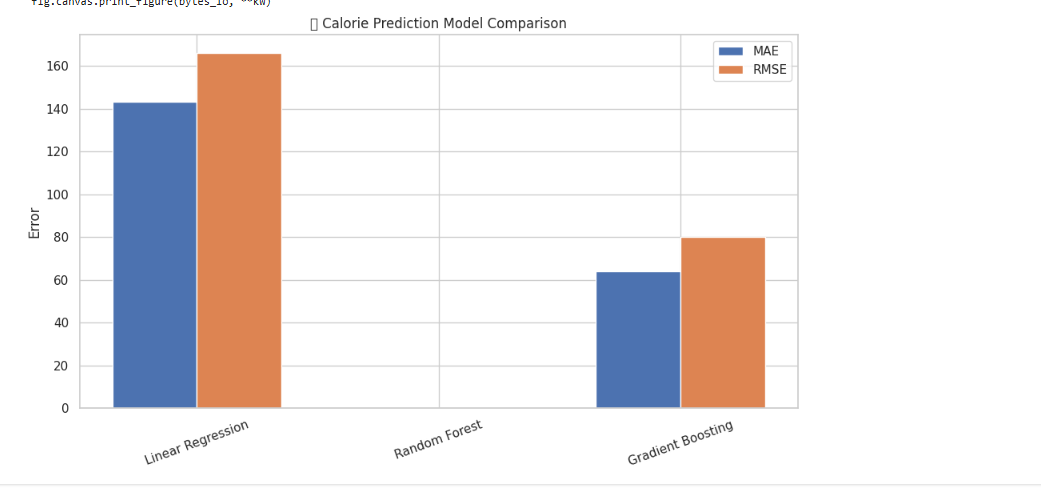 fig.canvas.print_figure(bytes_io, **kw)
▯ Calorie Prediction Model Comparison
MAE
RMSE
160
140
120
100
80
60
40
20
0
Error
Linear Regression
Random Forest
Gradient Boosting